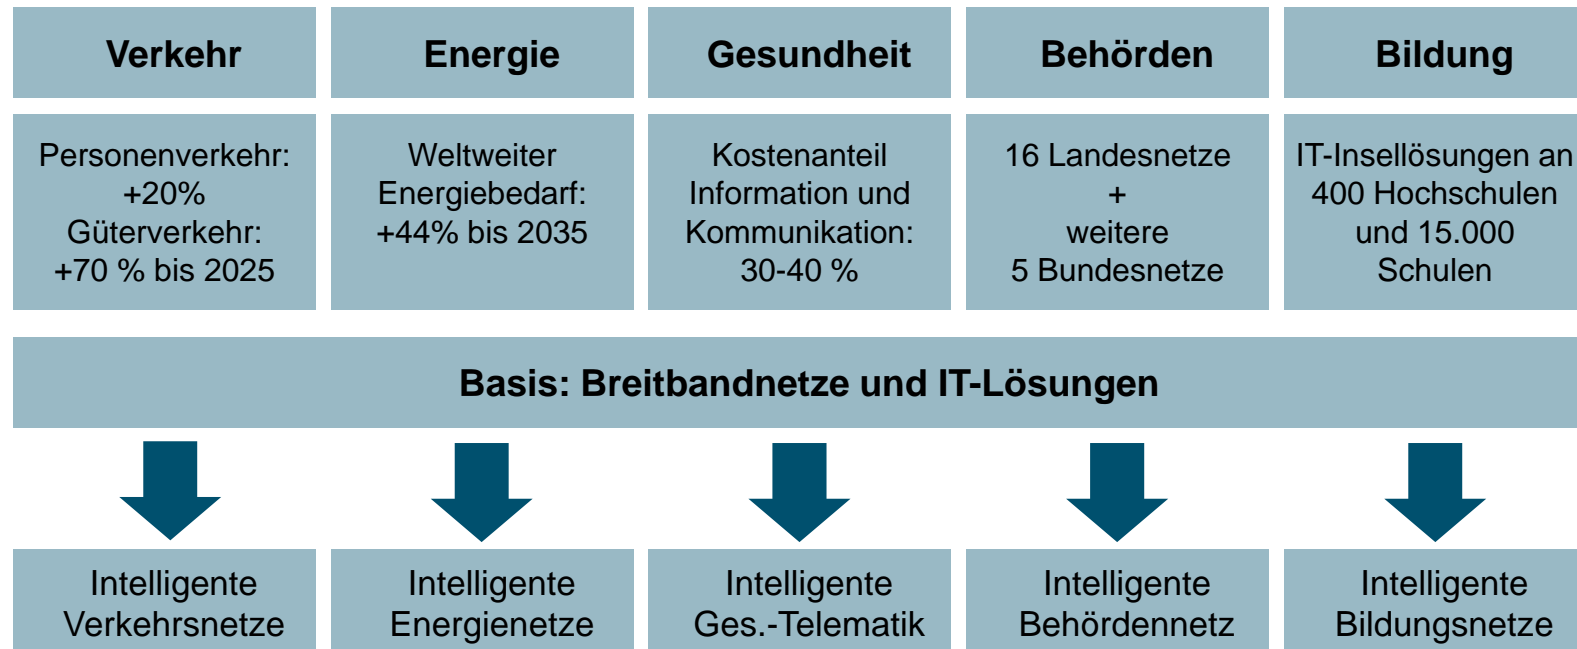 Verkehr
Energie
Gesundheit
Behörden
Bildung
Personenverkehr:
+20%
Güterverkehr:
+70 % bis 2025
Weltweiter
Energiebedarf:
+44% bis 2035
Kostenanteil
Information und
Kommunikation:
30-40 %
16 Landesnetze
+
weitere
5 Bundesnetze
IT-Insellösungen an
400 Hochschulen
und 15.000
Schulen
Basis: Breitbandnetze und IT-Lösungen
Intelligente
Verkehrsnetze
Intelligente
Energienetze
Intelligente
Ges.-Telematik
Intelligente
Behördennetz
Intelligente
Bildungsnetze